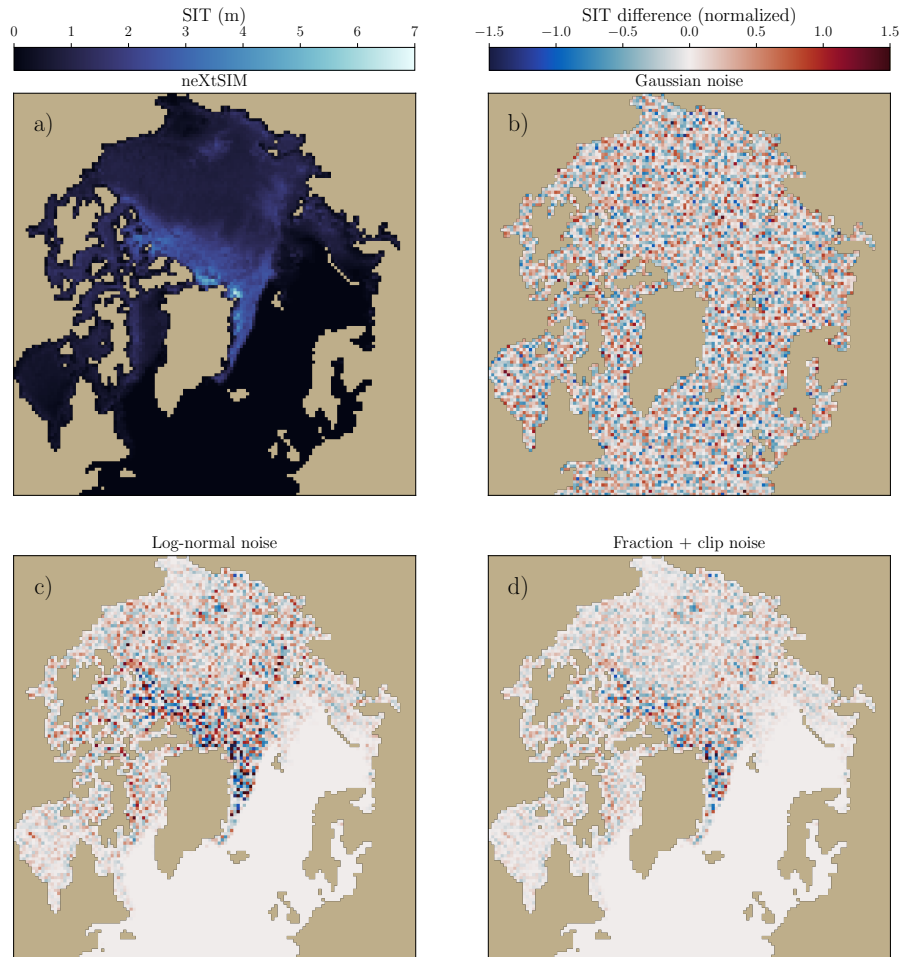 SIT (m)
0 1 2 3 4 5 6 7
neXtSIM
a)
SIT difference (normalized)
−1.5 −1.0 −0.5 0.0 0.5 1.0 1.5
Gaussian noise
b)
Log-normal noise
c)
Fraction + clip noise
d)